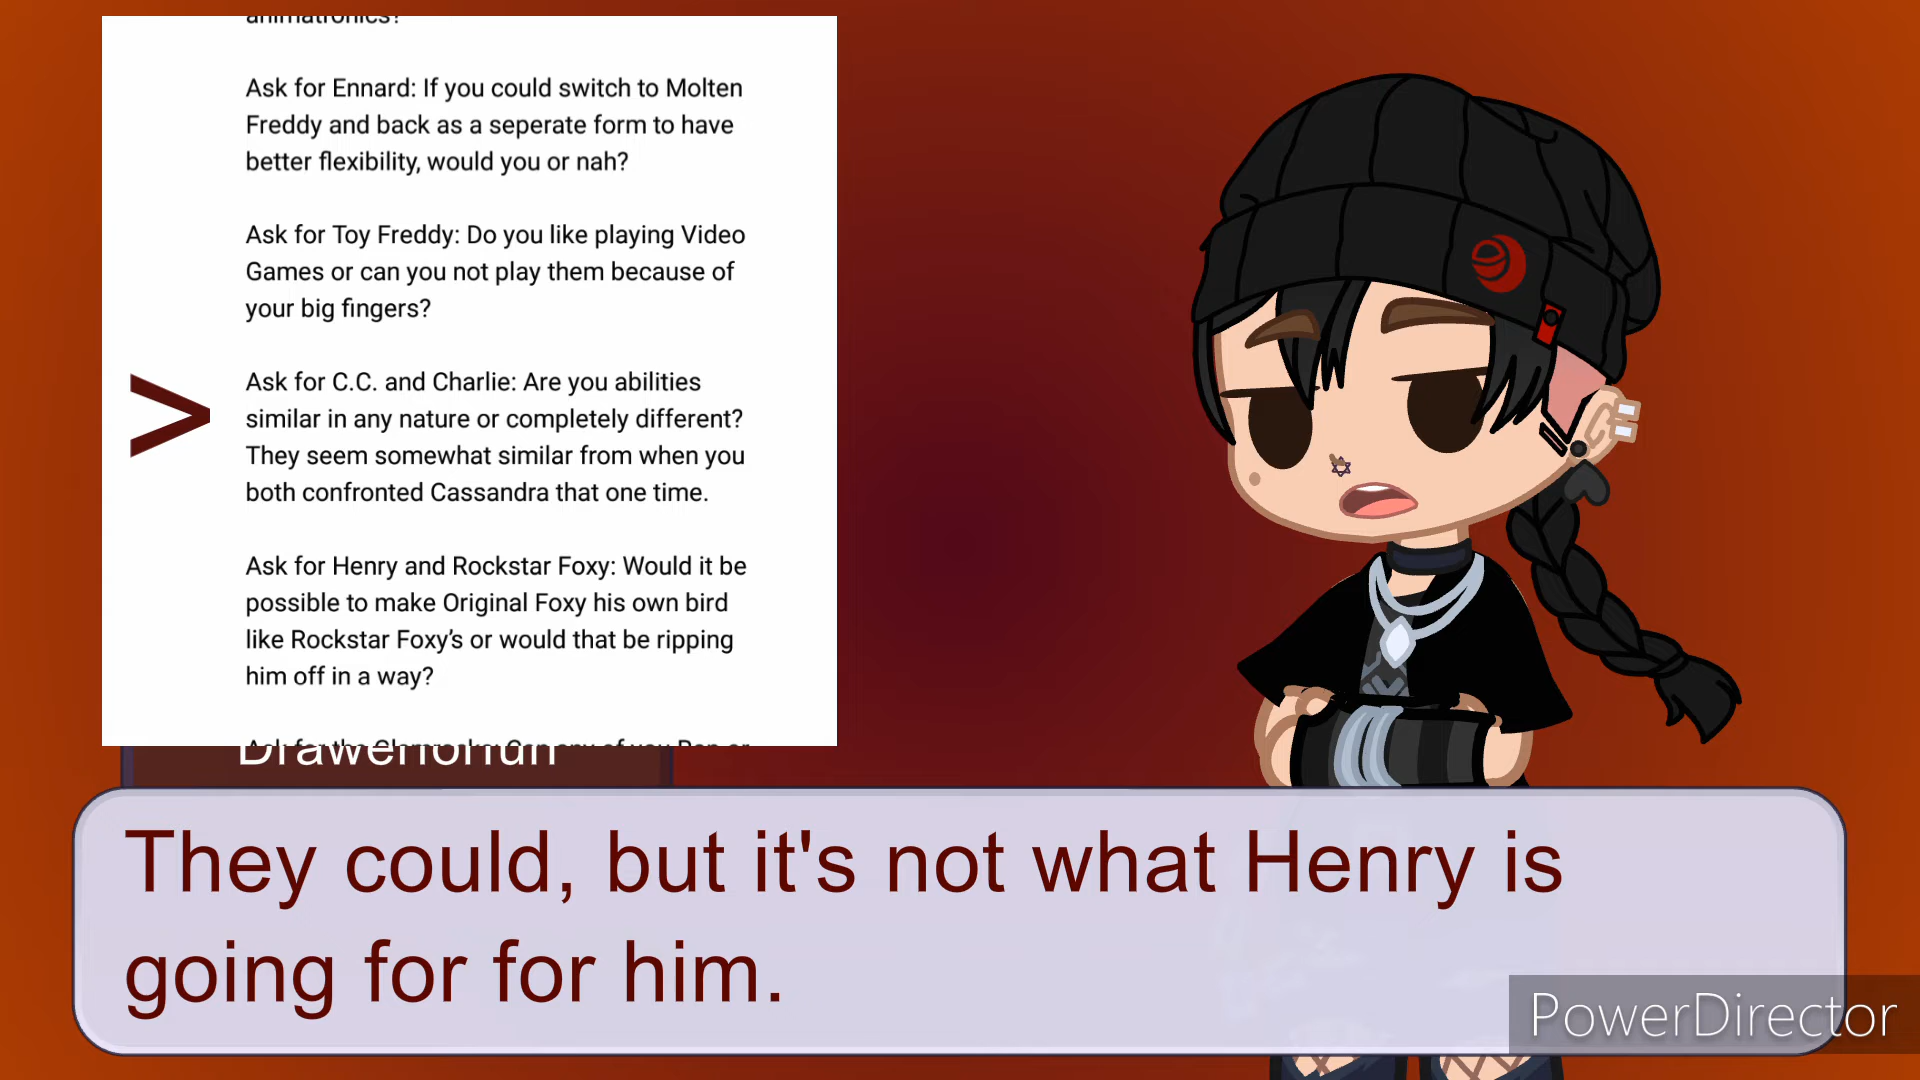 animatronics?
Ask for Ennard: If you could switch to Molten
Freddy and back as a seperate form to have
better flexibility, would you or nah?
Ask for Toy Freddy: Do you like playing Video
Games or can you not play them because of
your big fingers?
>
Ask for C.C. and Charlie: Are you abilities
similar in any nature or completely different?
They seem somewhat similar from when you
both confronted Cassandra that one time.
Ask for Henry and Rockstar Foxy: Would it be
possible to make Original Foxy his own bird
like Rockstar Foxy's or would that be ripping
him off in a way?
Ask for the
They could, but it's not what Henry is
going for for him.
PowerDirector